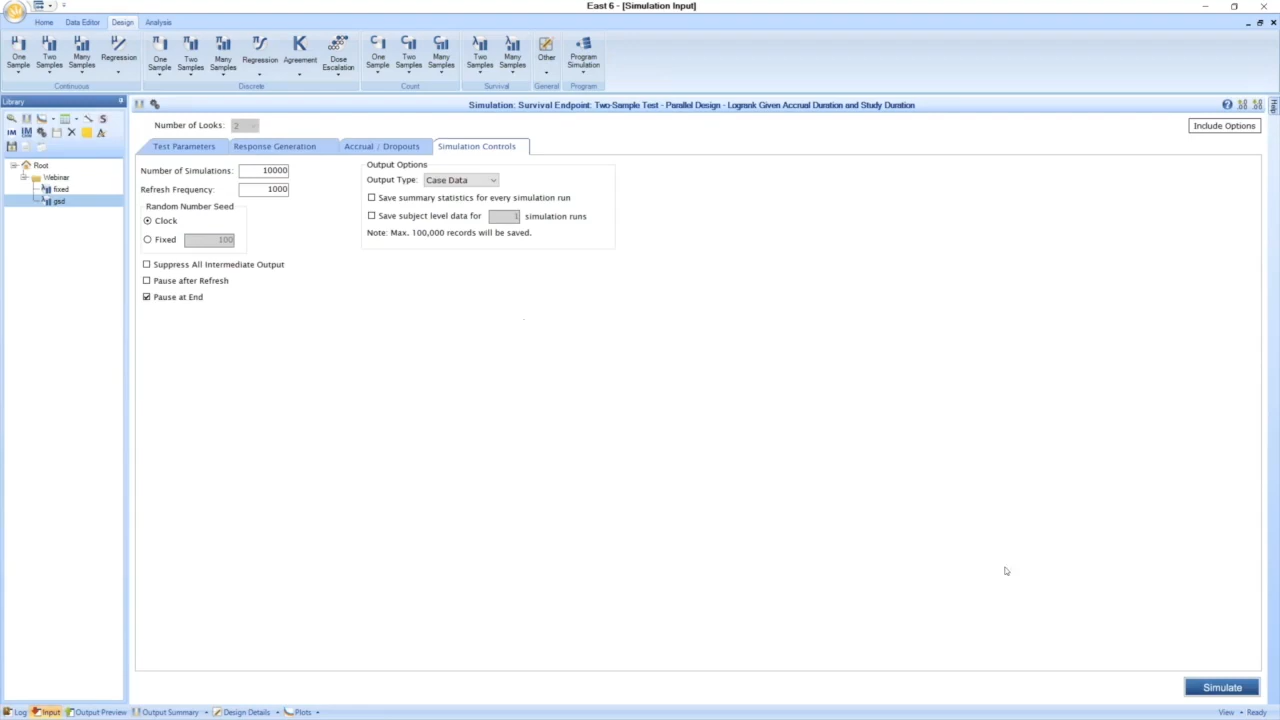 East 6 - [Simulation Input]
Home Data Editor Design Analysis
One Sample Two Samples Many Samples Regression
Continuous
One Sample Two Samples Many Samples Regression Agreement Dose Escalation
Discrete
One Sample Two Samples Many Samples
Count
Two Samples Many Samples
Survival
Other
General
Program Simulation
Program
Library
Simulation: Survival Endpoint: Two-Sample Test - Parallel Design - Logrank Given Accrual Duration and Study Duration
Help
Number of Looks: 2
Include Options
Test Parameters Response Generation Accrual / Dropouts Simulation Controls
Root
Webinar
fixed
gsd
Number of Simulations: 10000
Refresh Frequency: 1000
Random Number Seed
Clock
Fixed 100
Suppress All Intermediate Output
Pause after Refresh
Pause at End
Output Options
Output Type: Case Data
Save summary statistics for every simulation run
Save subject level data for 1 simulation runs
Note: Max. 100,000 records will be saved.
Simulate
Log Input Output Preview Output Summary Design Details Plots View Ready